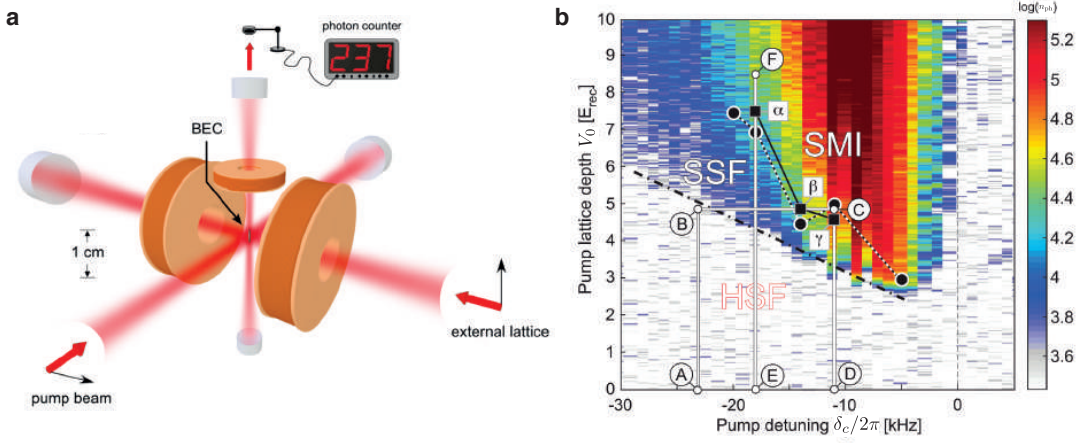 a
photon counter
237
BEC
1 cm
external lattice
pump beam
b
log(n_ph)
Pump lattice depth V₀ [E_rec]
10
9
8
7
6
5
4
3
2
1
0
F
α
SMI
SSF
β
B
C
γ
HSF
A
E
D
-30
-20
-10
0
Pump detuning δ_c/2π [kHz]
5.2
5
4.8
4.6
4.4
4.2
4
3.8
3.6